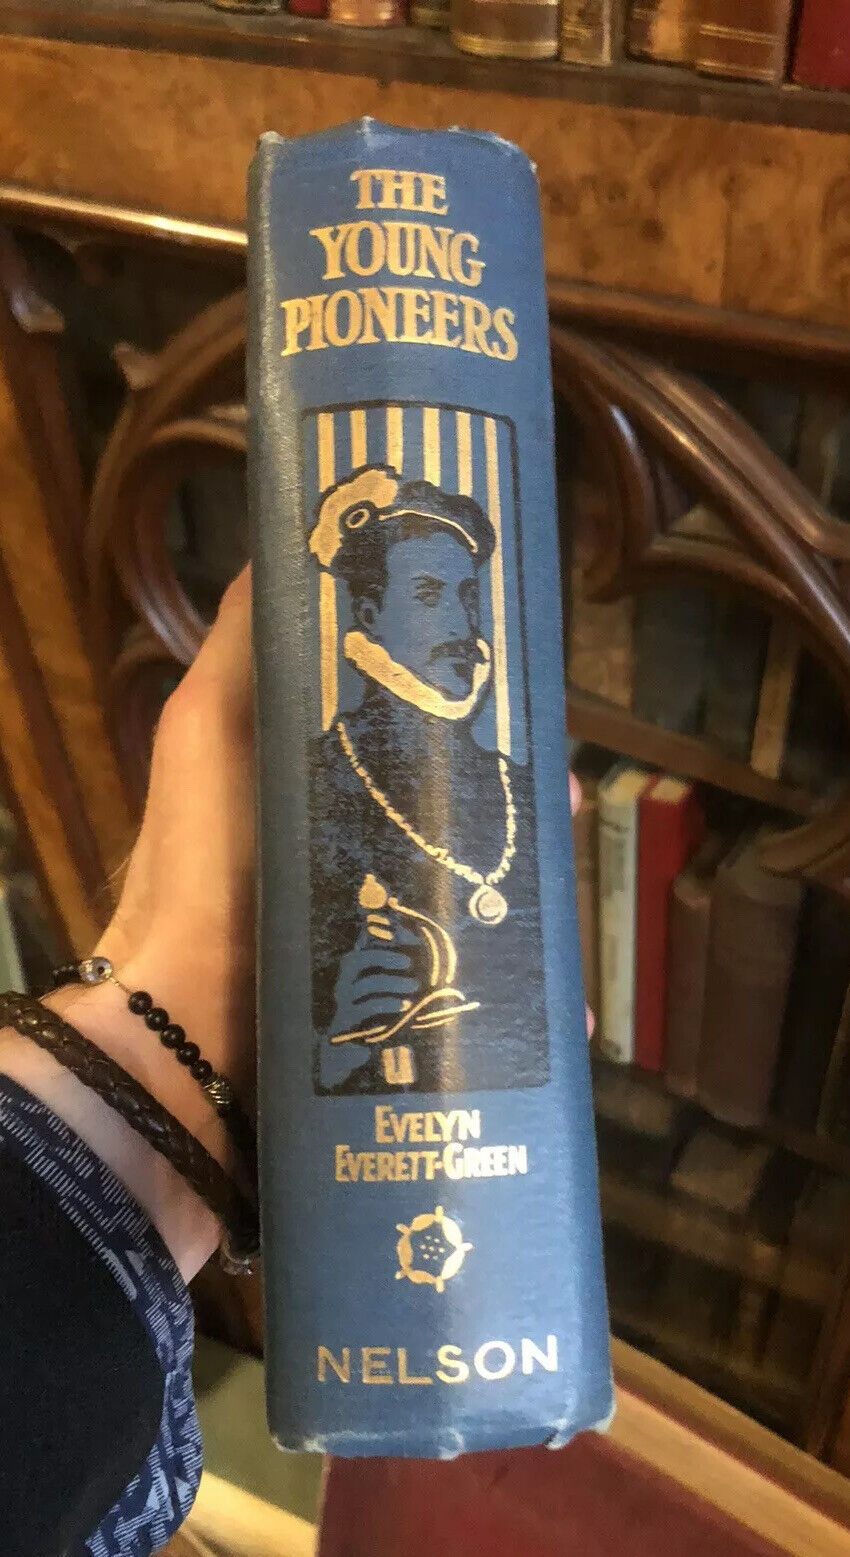 THE
YOUNG
PIONEERS
EVELYN
EVERETT-GREEN
NELSON